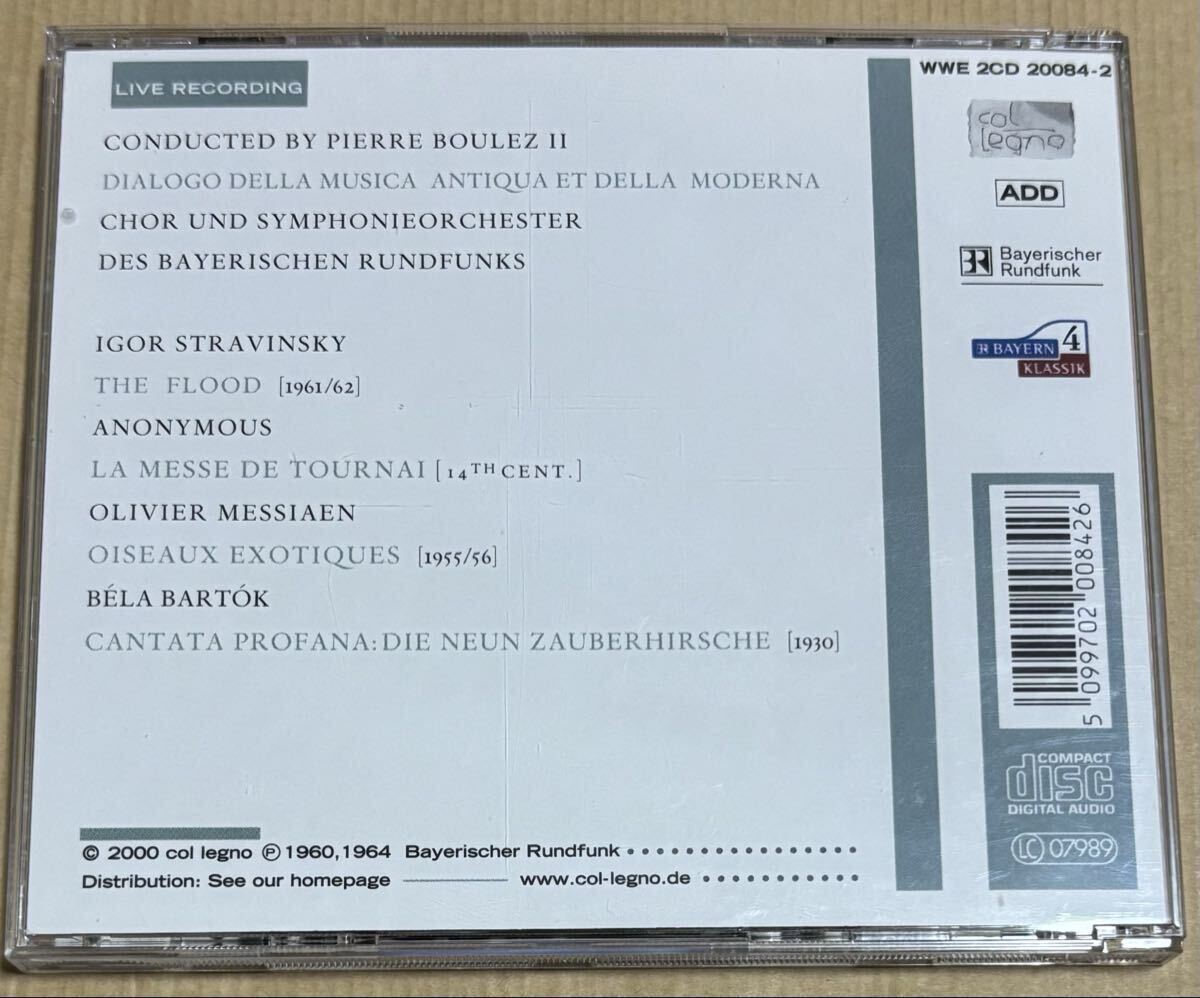 LIVE RECORDING
CONDUCTED BY PIERRE BOULEZ II
DIALOGO DELLA MUSICA ANTIQUA ET DELLA MODERNA
CHOR UND SYMPHONIEORCHESTER
DES BAYERISCHEN RUNDFUNKS
IGOR STRAVINSKY
THE FLOOD [1961/62]
ANONYMOUS
LA MESSE DE TOURNAI [14TH CENT.]
OLIVIER MESSIAEN
OISEAUX EXOTIQUES [1955/56]
BÉLA BARTÓK
CANTATA PROFANA: DIE NEUN ZAUBERHIRSCHE [1930]
© 2000 col legno ℗ 1960, 1964 Bayerischer Rundfunk
Distribution: See our homepage www.col-legno.de
WWE 2CD 20084-2
col
legno
ADD
BR Bayerischer
Rundfunk
BR BAYERN 4
KLASSIK
5 099702 008426
COMPACT
disc
DIGITAL AUDIO
LC 07989